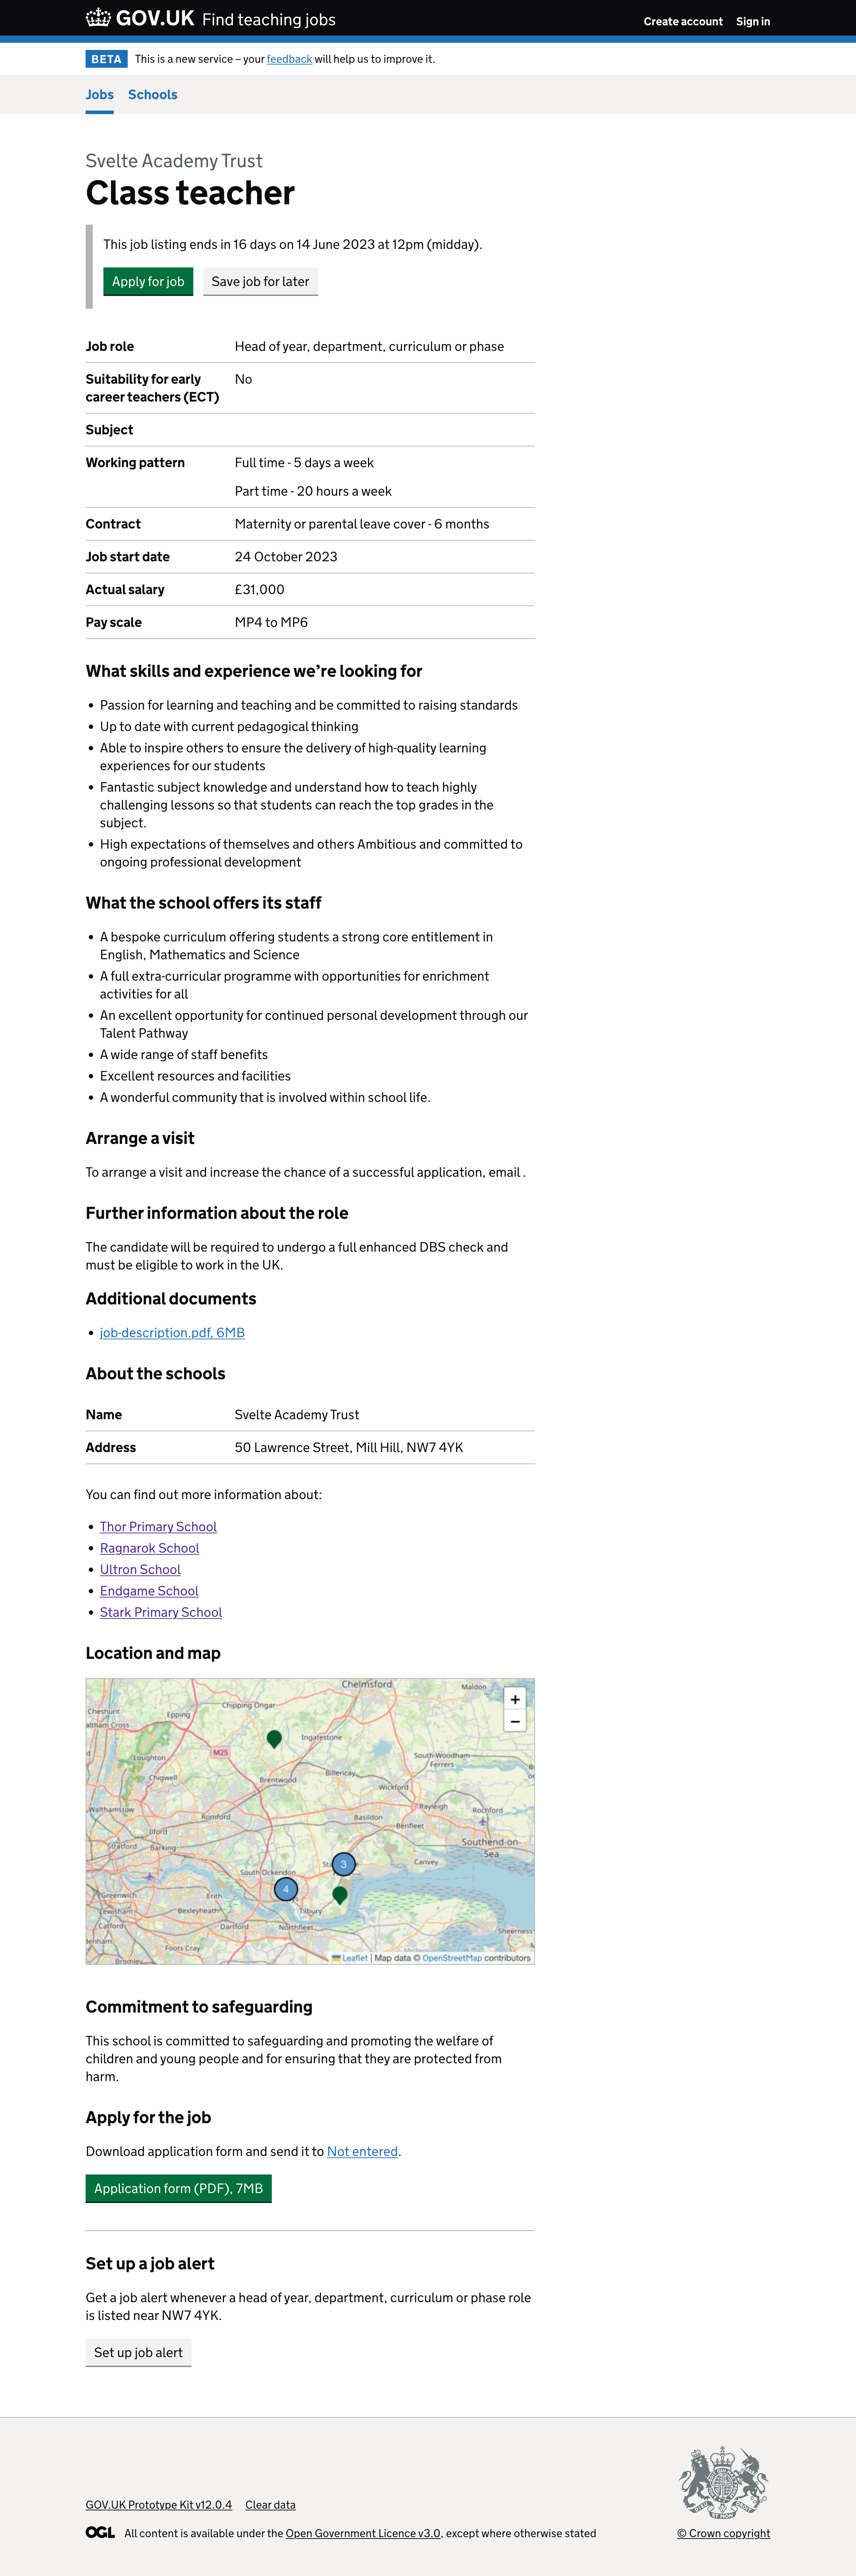 GOV.UK Find teaching jobs
Create account Sign in
BETA This is a new service – your feedback will help us to improve it.
Jobs Schools
Svelte Academy Trust
Class teacher
This job listing ends in 16 days on 14 June 2023 at 12pm (midday).
Apply for job Save job for later
Job role Head of year, department, curriculum or phase
Suitability for early No
career teachers (ECT)
Subject
Working pattern Full time - 5 days a week
Part time - 20 hours a week
Contract Maternity or parental leave cover - 6 months
Job start date 24 October 2023
Actual salary £31,000
Pay scale MP4 to MP6
What skills and experience we’re looking for
• Passion for learning and teaching and be committed to raising standards
• Up to date with current pedagogical thinking
• Able to inspire others to ensure the delivery of high-quality learning
experiences for our students
• Fantastic subject knowledge and understand how to teach highly
challenging lessons so that students can reach the top grades in the
subject.
• High expectations of themselves and others Ambitious and committed to
ongoing professional development
What the school offers its staff
• A bespoke curriculum offering students a strong core entitlement in
English, Mathematics and Science
• A full extra-curricular programme with opportunities for enrichment
activities for all
• An excellent opportunity for continued personal development through our
Talent Pathway
• A wide range of staff benefits
• Excellent resources and facilities
• A wonderful community that is involved within school life.
Arrange a visit
To arrange a visit and increase the chance of a successful application, email .
Further information about the role
The candidate will be required to undergo a full enhanced DBS check and
must be eligible to work in the UK.
Additional documents
• job-description.pdf, 6MB
About the schools
Name Svelte Academy Trust
Address 50 Lawrence Street, Mill Hill, NW7 4YK
You can find out more information about:
• Thor Primary School
• Ragnarok School
• Ultron School
• Endgame School
• Stark Primary School
Location and map
Chelmsford
Maldon
+
Chipping Ongar
Cheshunt
Epping
altham Cross
−
Ingatestone
M25
Loughton
South Woodham
Ferrers
Billericay
Chigwell
Brentwood
Wickford
Rayleigh
Walthamstow
Rochford
Romford
Basildon
Benfleet
Ilford
Southend-on-
Sea
Stratford Barking
Canvey
3
South Ockendon
4
Greenwich Erith
Lewisham Bexleyheath Tilbury
Catford Dartford Northfleet
Sheerness
Foots Cray
Bromley
Leaflet | Map data © OpenStreetMap contributors
Commitment to safeguarding
This school is committed to safeguarding and promoting the welfare of
children and young people and for ensuring that they are protected from
harm.
Apply for the job
Download application form and send it to Not entered.
Application form (PDF), 7MB
Set up a job alert
Get a job alert whenever a head of year, department, curriculum or phase role
is listed near NW7 4YK.
Set up job alert
GOV.UK Prototype Kit v12.0.4 Clear data
OGL All content is available under the Open Government Licence v3.0, except where otherwise stated
© Crown copyright